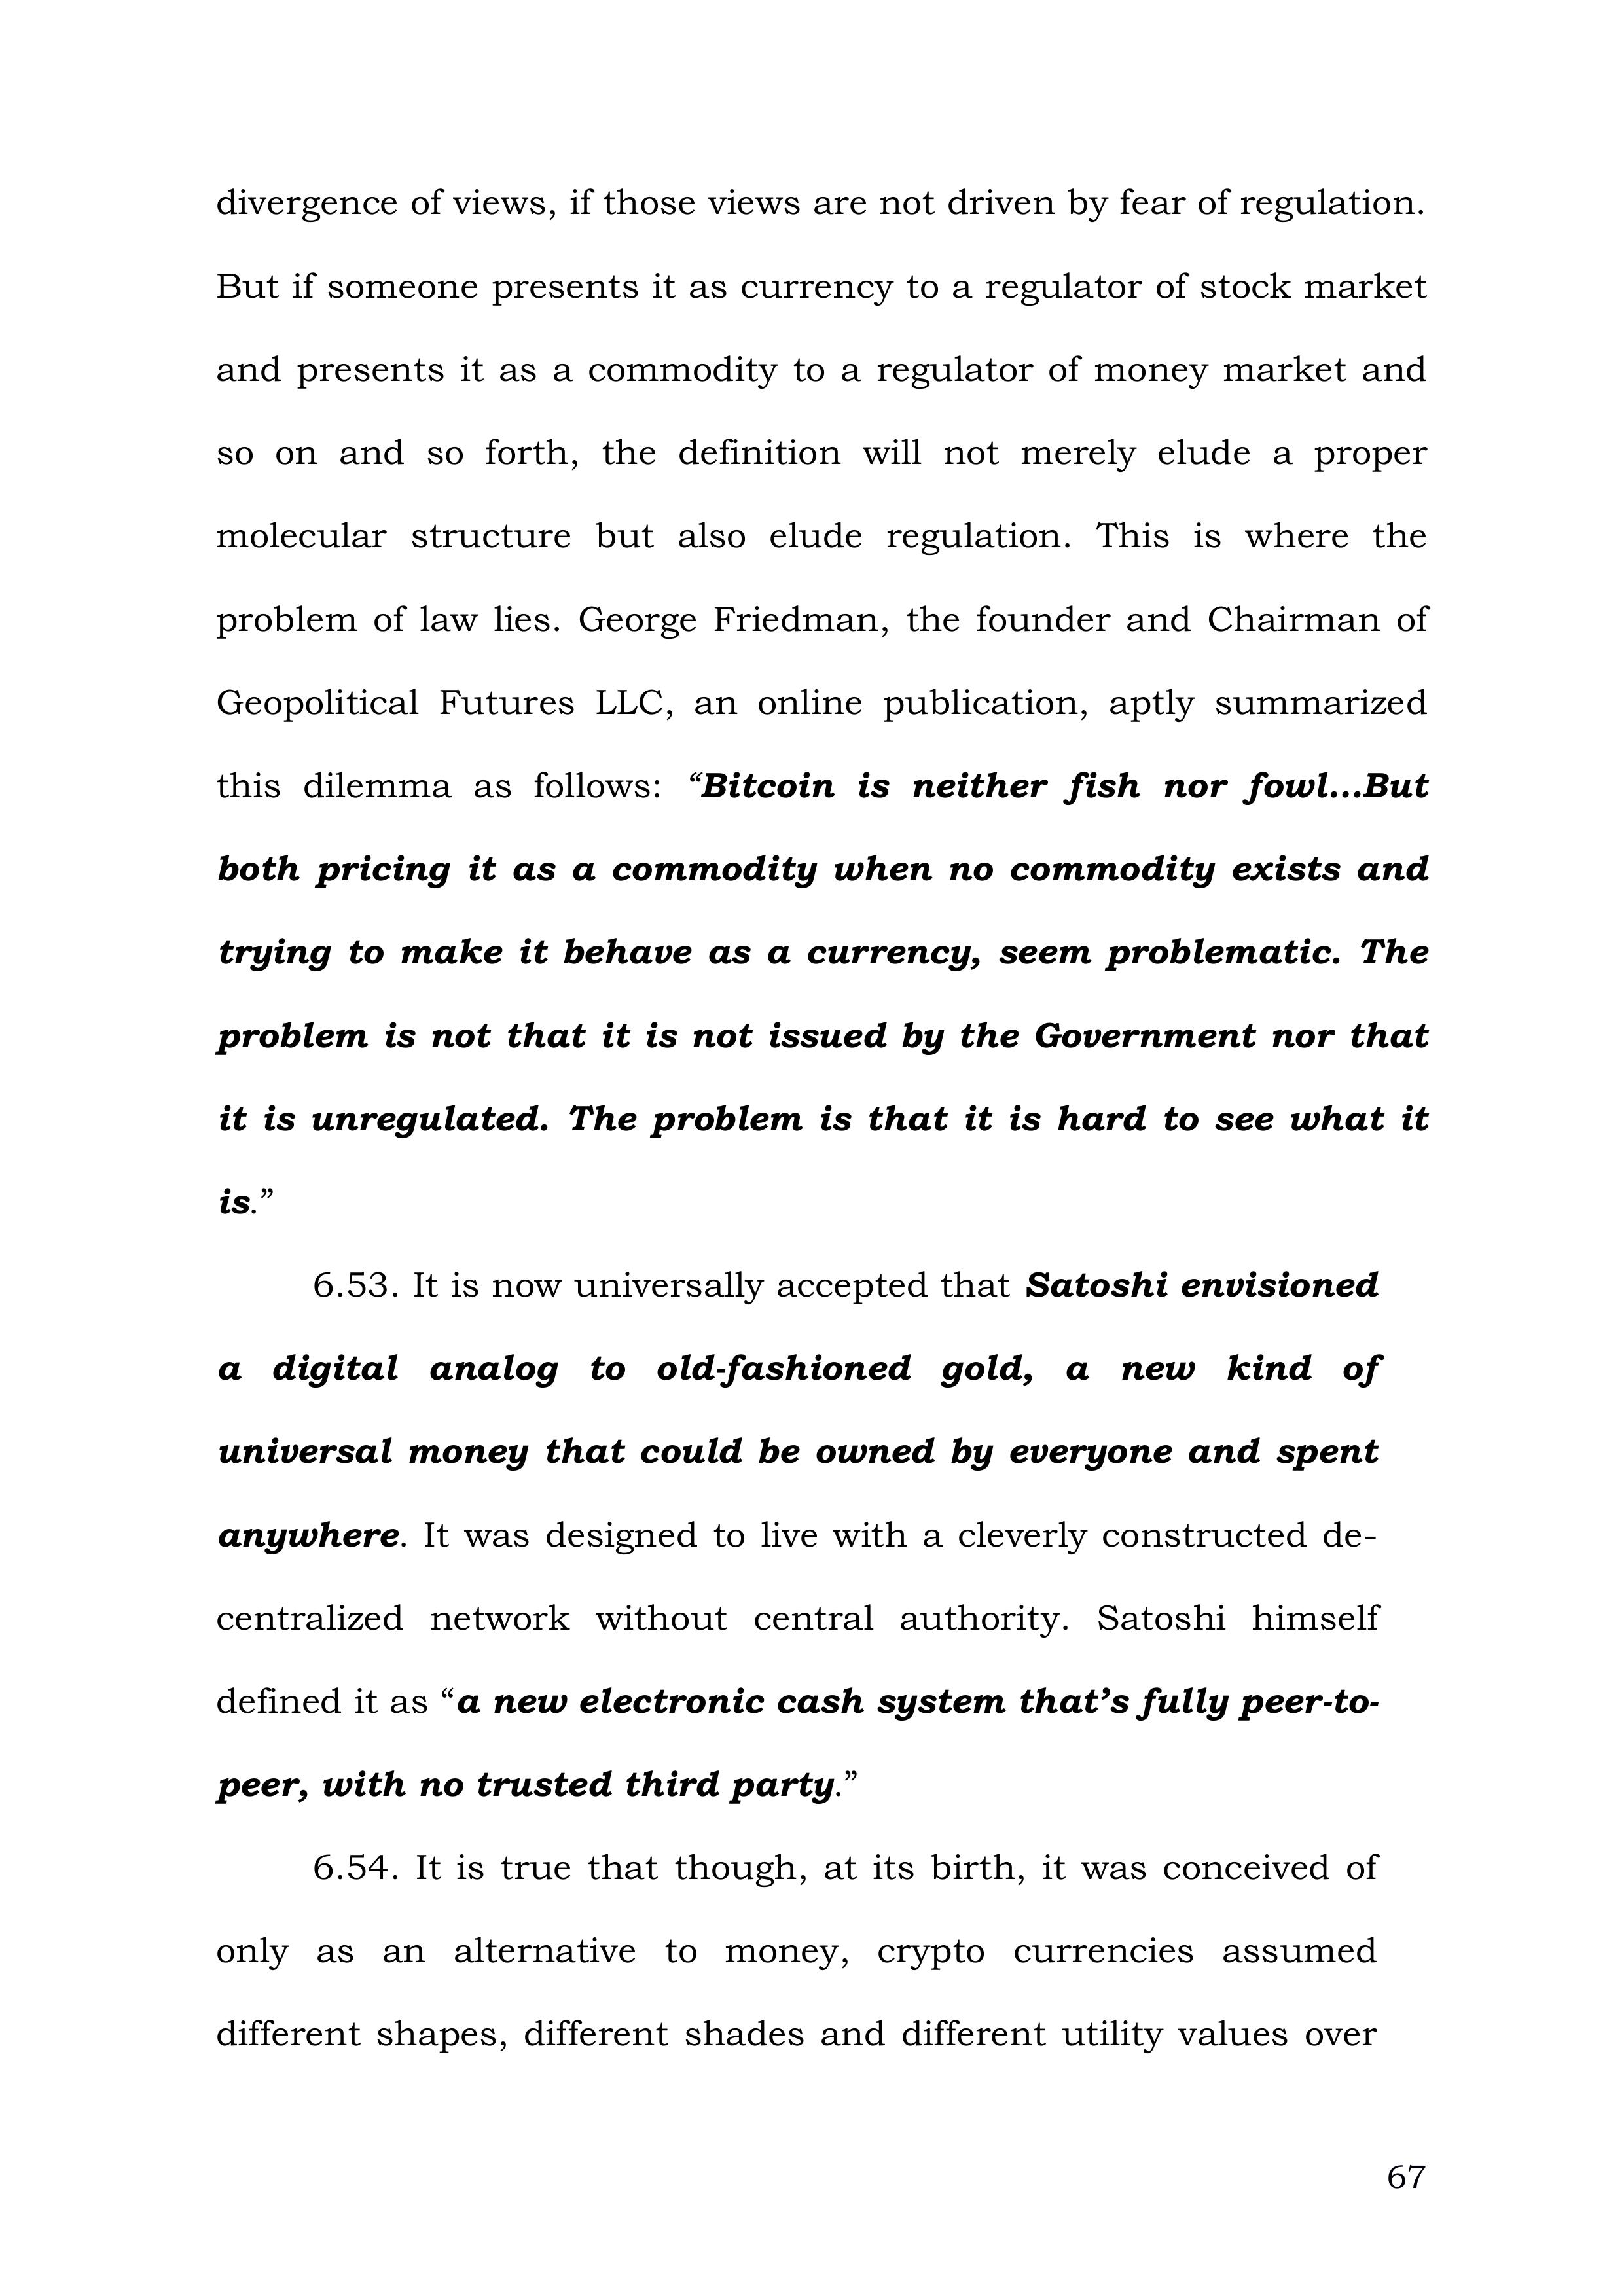 divergence of views, if those views are not driven by fear of regulation.
But if someone presents it as currency to a regulator of stock market
and presents it as a commodity to a regulator of money market and
so on and so forth, the definition will not merely elude a proper
molecular structure but also elude regulation. This is where the
problem of law lies. George Friedman, the founder and Chairman of
Geopolitical Futures LLC, an online publication, aptly summarized
this dilemma as follows: “Bitcoin is neither fish nor fowl...But
both pricing it as a commodity when no commodity exists and
trying to make it behave as a currency, seem problematic. The
problem is not that it is not issued by the Government nor that
it is unregulated. The problem is that it is hard to see what it
is.”
6.53. It is now universally accepted that Satoshi envisioned
a digital analog to old-fashioned gold, a new kind of
universal money that could be owned by everyone and spent
anywhere. It was designed to live with a cleverly constructed de-
centralized network without central authority. Satoshi himself
defined it as “a new electronic cash system that’s fully peer-to-
peer, with no trusted third party.”
6.54. It is true that though, at its birth, it was conceived of
only as an alternative to money, crypto currencies assumed
different shapes, different shades and different utility values over
67